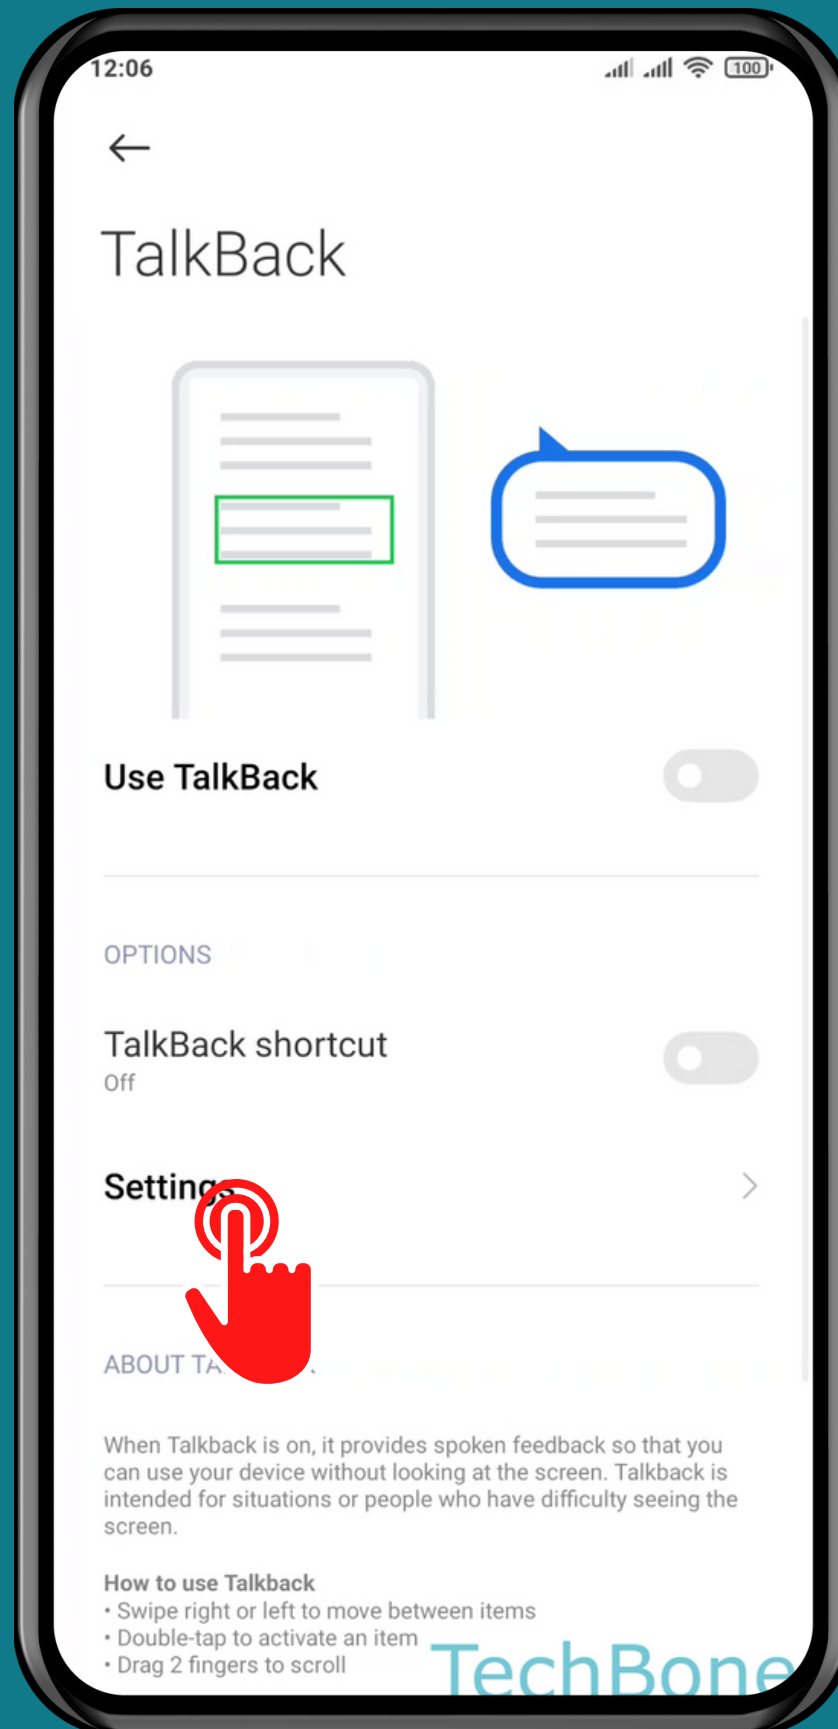 12:06
100
TalkBack
Use TalkBack
OPTIONS
TalkBack shortcut
Off
Settings
ABOUT
When Talkback is on, it provides spoken feedback so that you
can use your device without looking at the screen. Talkback is
intended for situations or people who have difficulty seeing the
screen.
How to use Talkback
• Swipe right or left to move between items
• Double-tap to activate an item
• Drag 2 fingers to scroll
TechBone